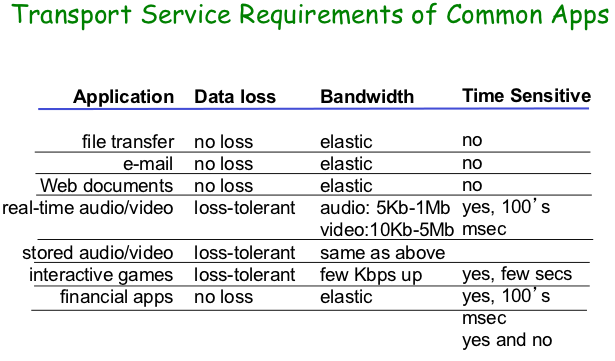 Transport Service Requirements of Common Apps
Application Data loss Bandwidth Time Sensitive
file transfer no loss elastic no
e-mail no loss elastic no
Web documents no loss elastic no
real-time audio/video loss-tolerant audio: 5Kb-1Mb yes, 100’s
video:10Kb-5Mb msec
stored audio/video loss-tolerant same as above
interactive games loss-tolerant few Kbps up yes, few secs
financial apps no loss elastic yes, 100’s
msec
yes and no